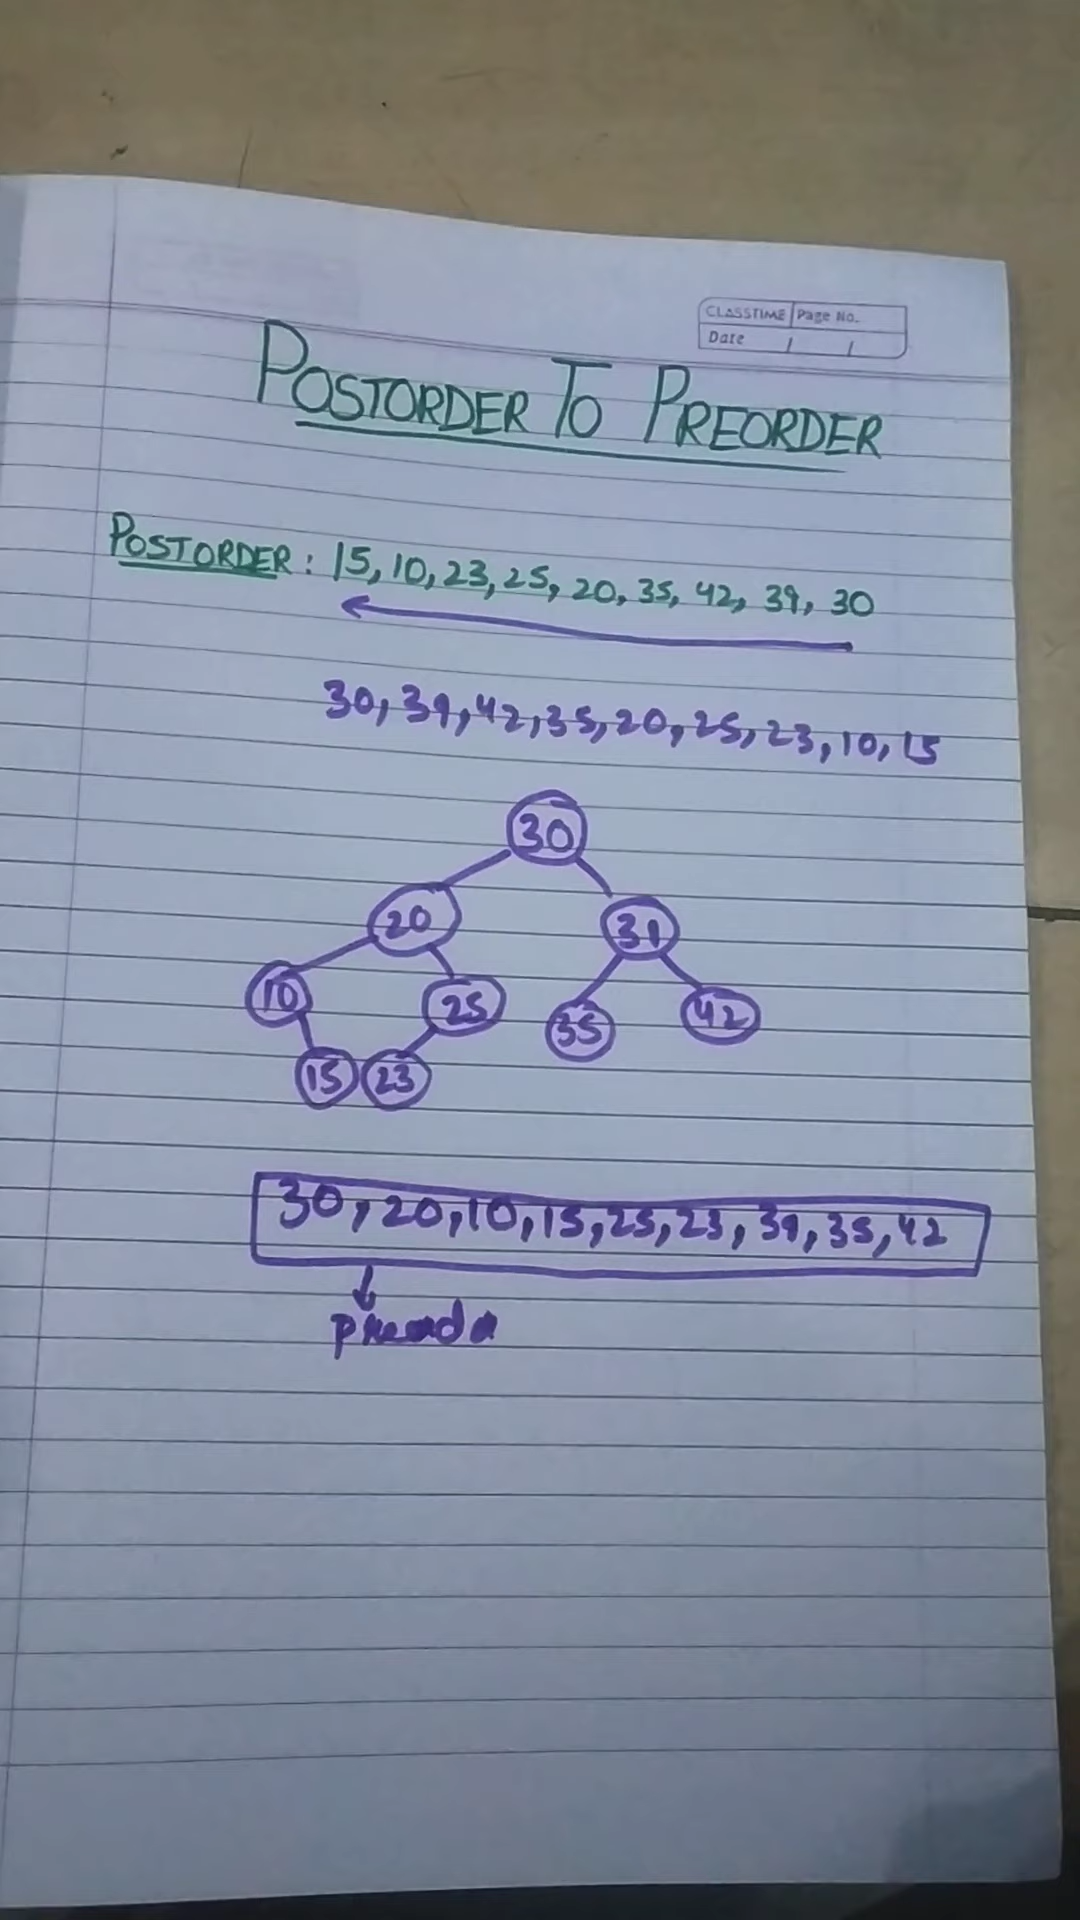 CLASSTIME Page No.
Date / /
POSTORDER TO PREORDER
POSTORDER: 15, 10, 23, 25, 20, 35, 42, 39, 30
30, 39, 42, 35, 20, 25, 23, 10, 15
30
20 39
10 25 35 42
15 23
30, 20, 10, 15, 25, 23, 39, 35, 42